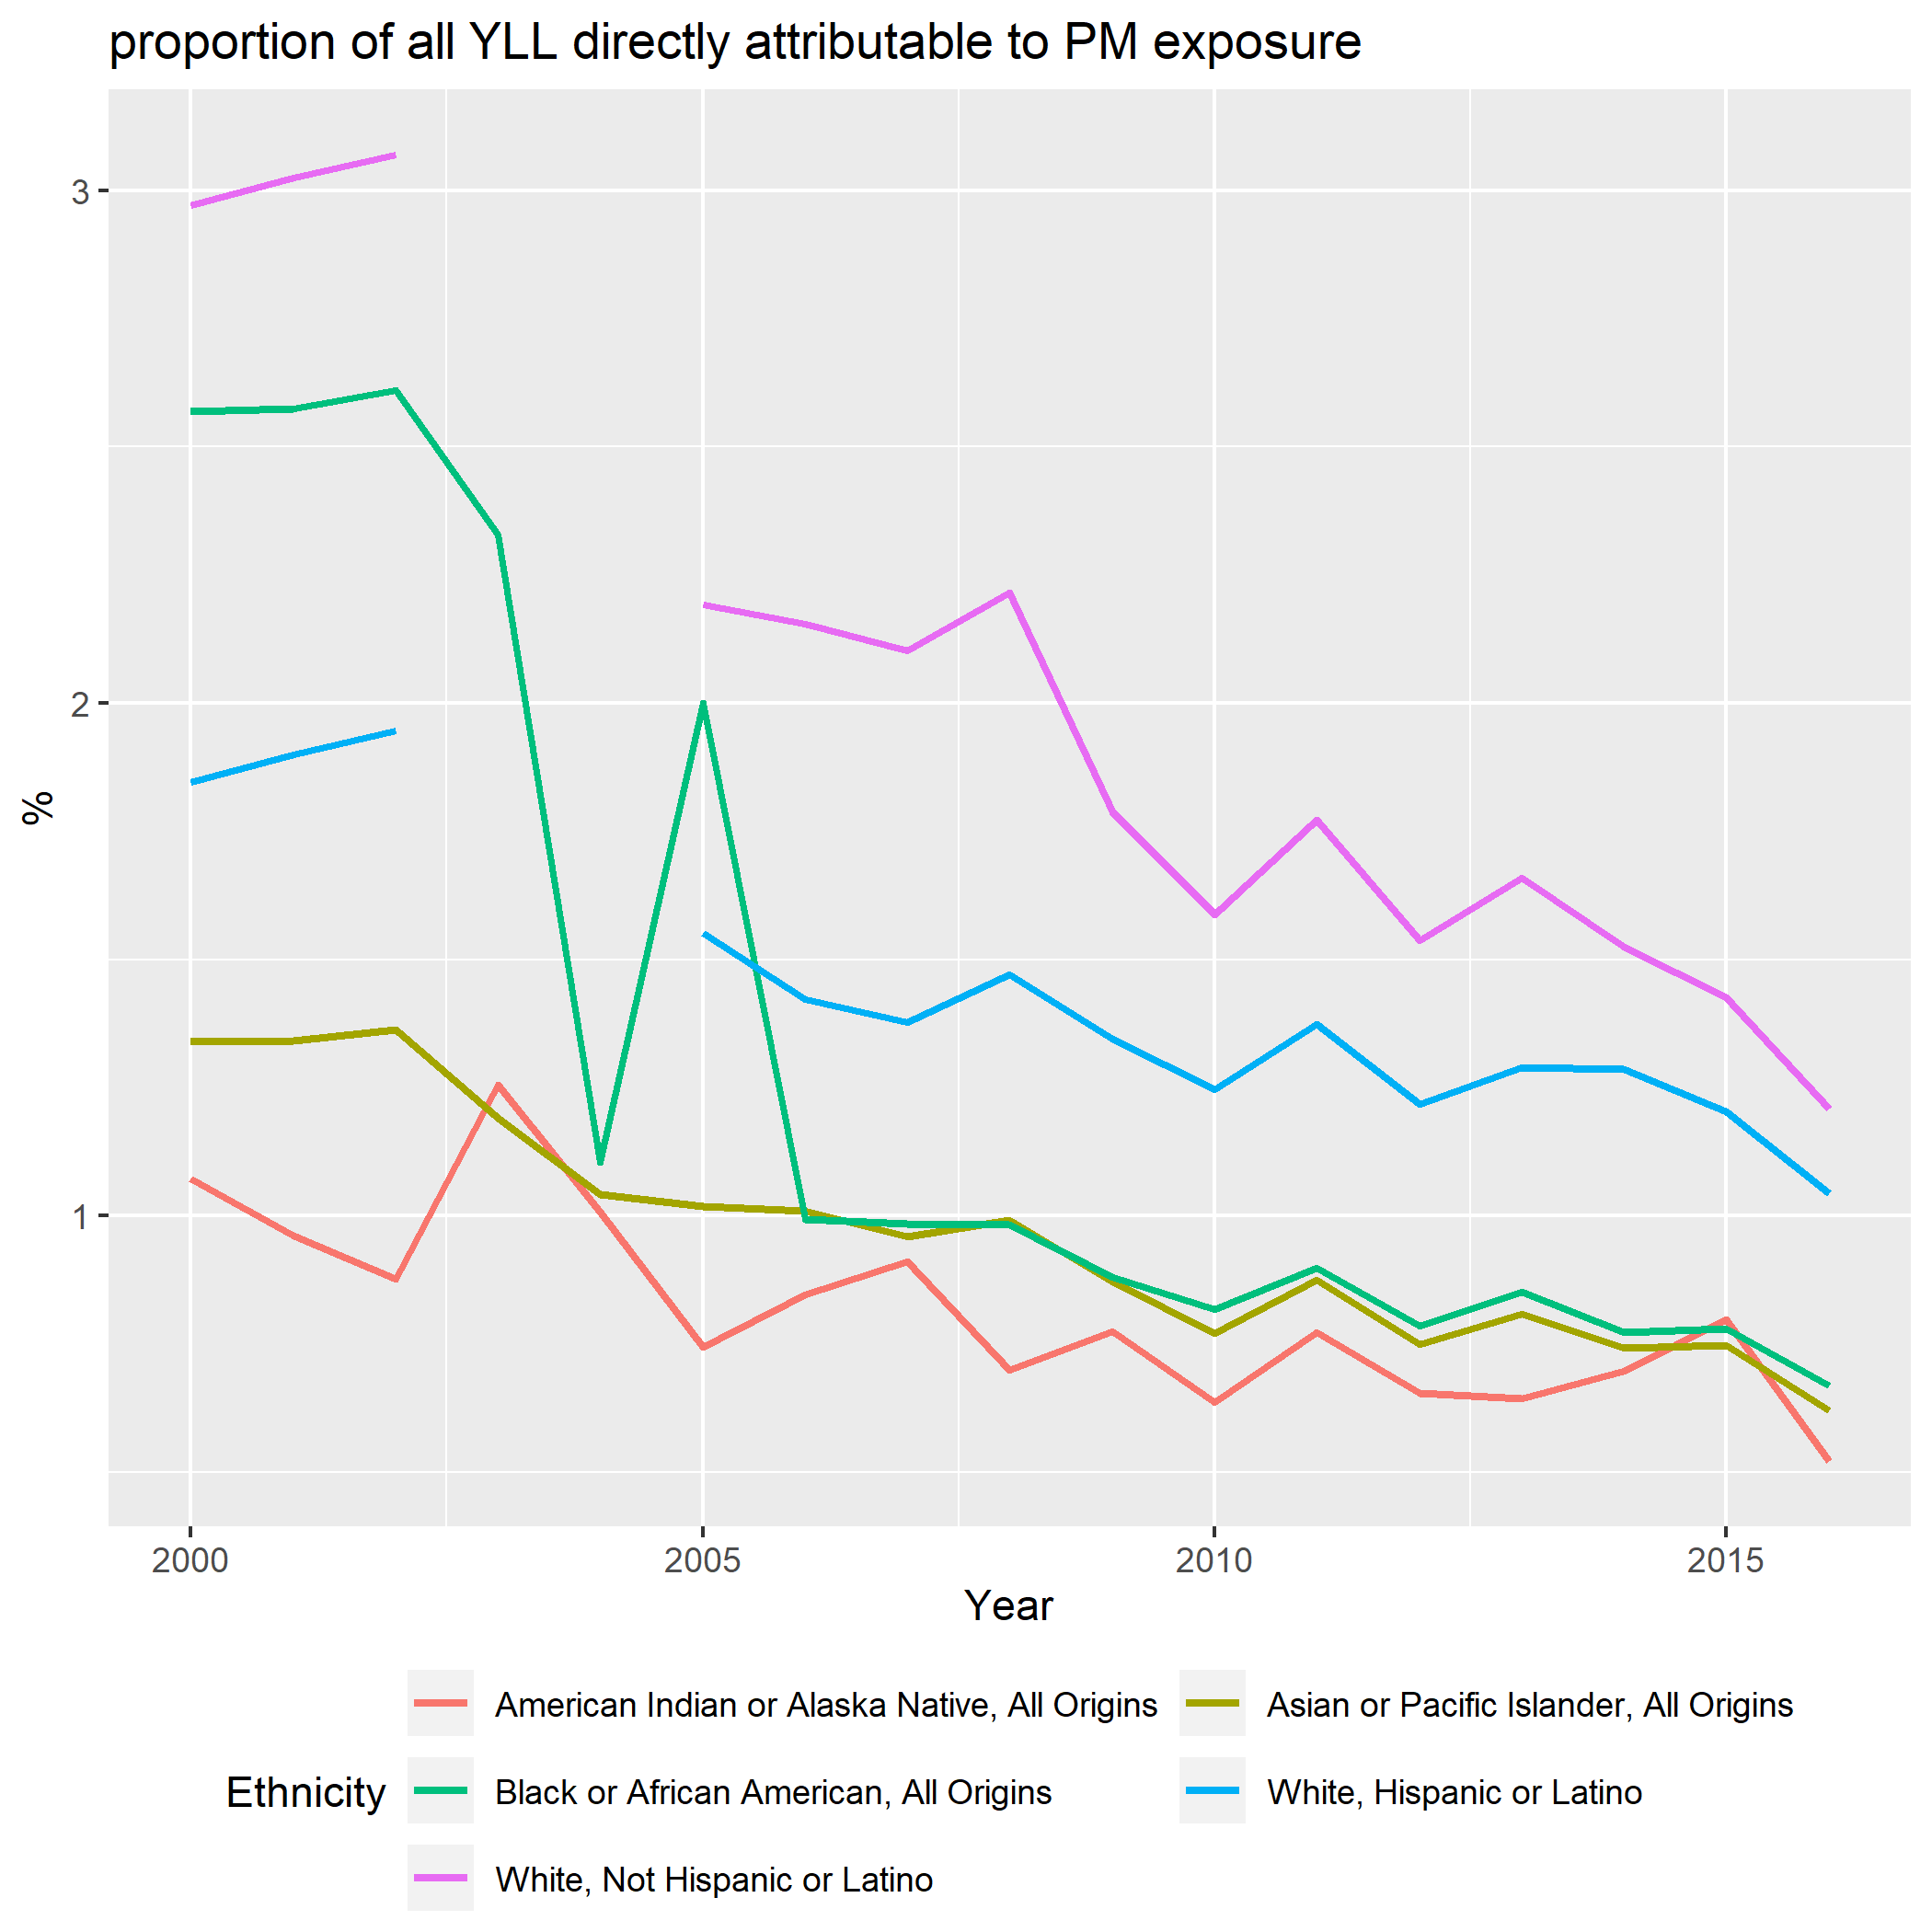 proportion of all YLL directly attributable to PM exposure
3
2
1
%
2000 2005 2010 2015
Year
Ethnicity
American Indian or Alaska Native, All Origins
Asian or Pacific Islander, All Origins
Black or African American, All Origins
White, Hispanic or Latino
White, Not Hispanic or Latino